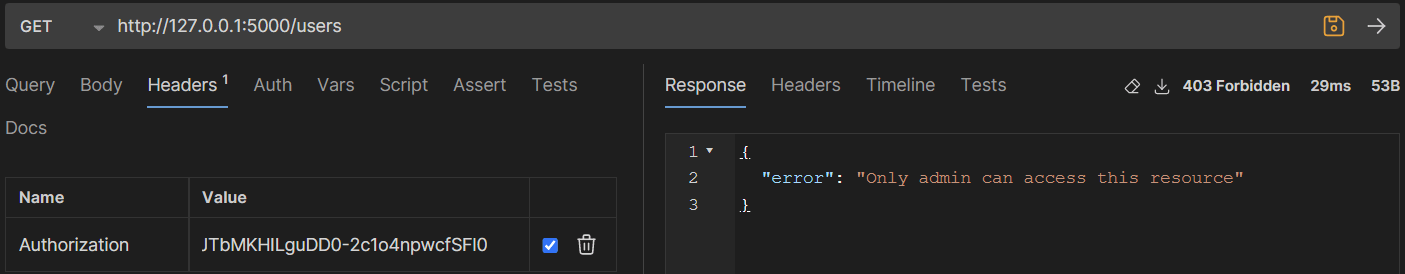 GET http://127.0.0.1:5000/users
Query Body Headers 1 Auth Vars Script Assert Tests
Docs
Name Value
Authorization JTbMKHILguDD0-2c1o4npwcfSFI0
Response Headers Timeline Tests 403 Forbidden 29ms 53B
1 {
2 "error": "Only admin can access this resource"
3 }